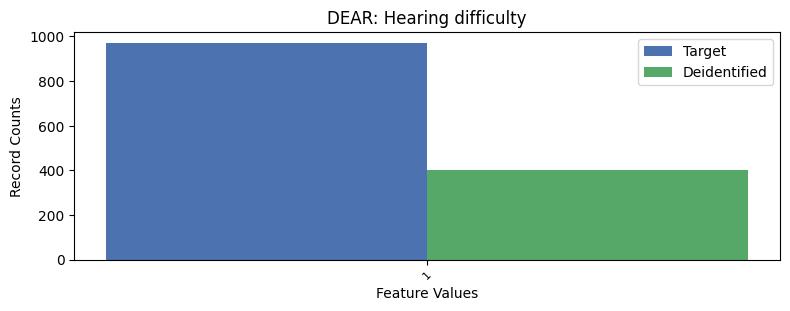 DEAR: Hearing difficulty
Target
Deidentified
Record Counts
1000
800
600
400
200
0
1
Feature Values